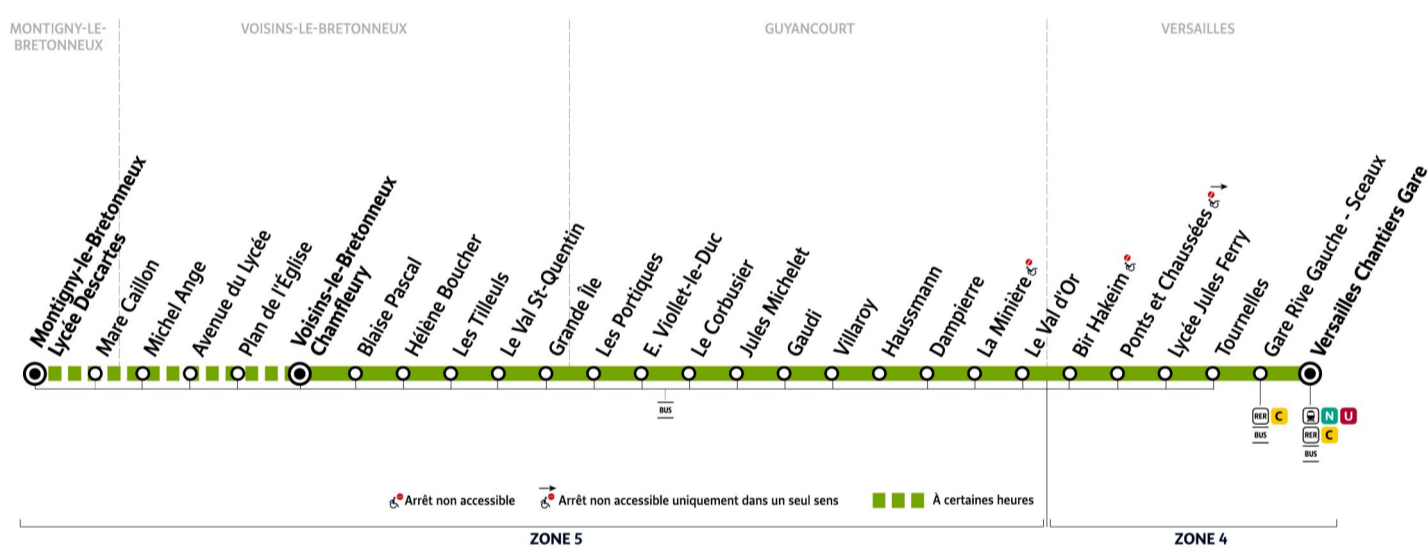 MONTIGNY-LE-
BRETONNEUX
VOISINS-LE-BRETONNEUX
GUYANCOURT
VERSAILLES
Montigny-le-Bretonneux
Lycée Descartes
Mare Caillon
Michel Ange
Avenue du Lycée
Plan de l'Église
Voisins-le-Bretonneux
Chamfleury
Blaise Pascal
Hélène Boucher
Les Tilleuls
Le Val St-Quentin
Grande Île
Les Portiques
E. Viollet-le-Duc
Le Corbusier
Jules Michelet
Gaudi
Villaroy
Haussmann
Dampierre
La Minière
Le Val d'Or
Bir Hakeim
Ponts et Chaussées
Lycée Jules Ferry
Tournelles
Gare Rive Gauche - Sceaux
Versailles Chantiers Gare
BUS
RER C
BUS
N U
RER C
BUS
Arrêt non accessible
Arrêt non accessible uniquement dans un seul sens
À certaines heures
ZONE 5
ZONE 4